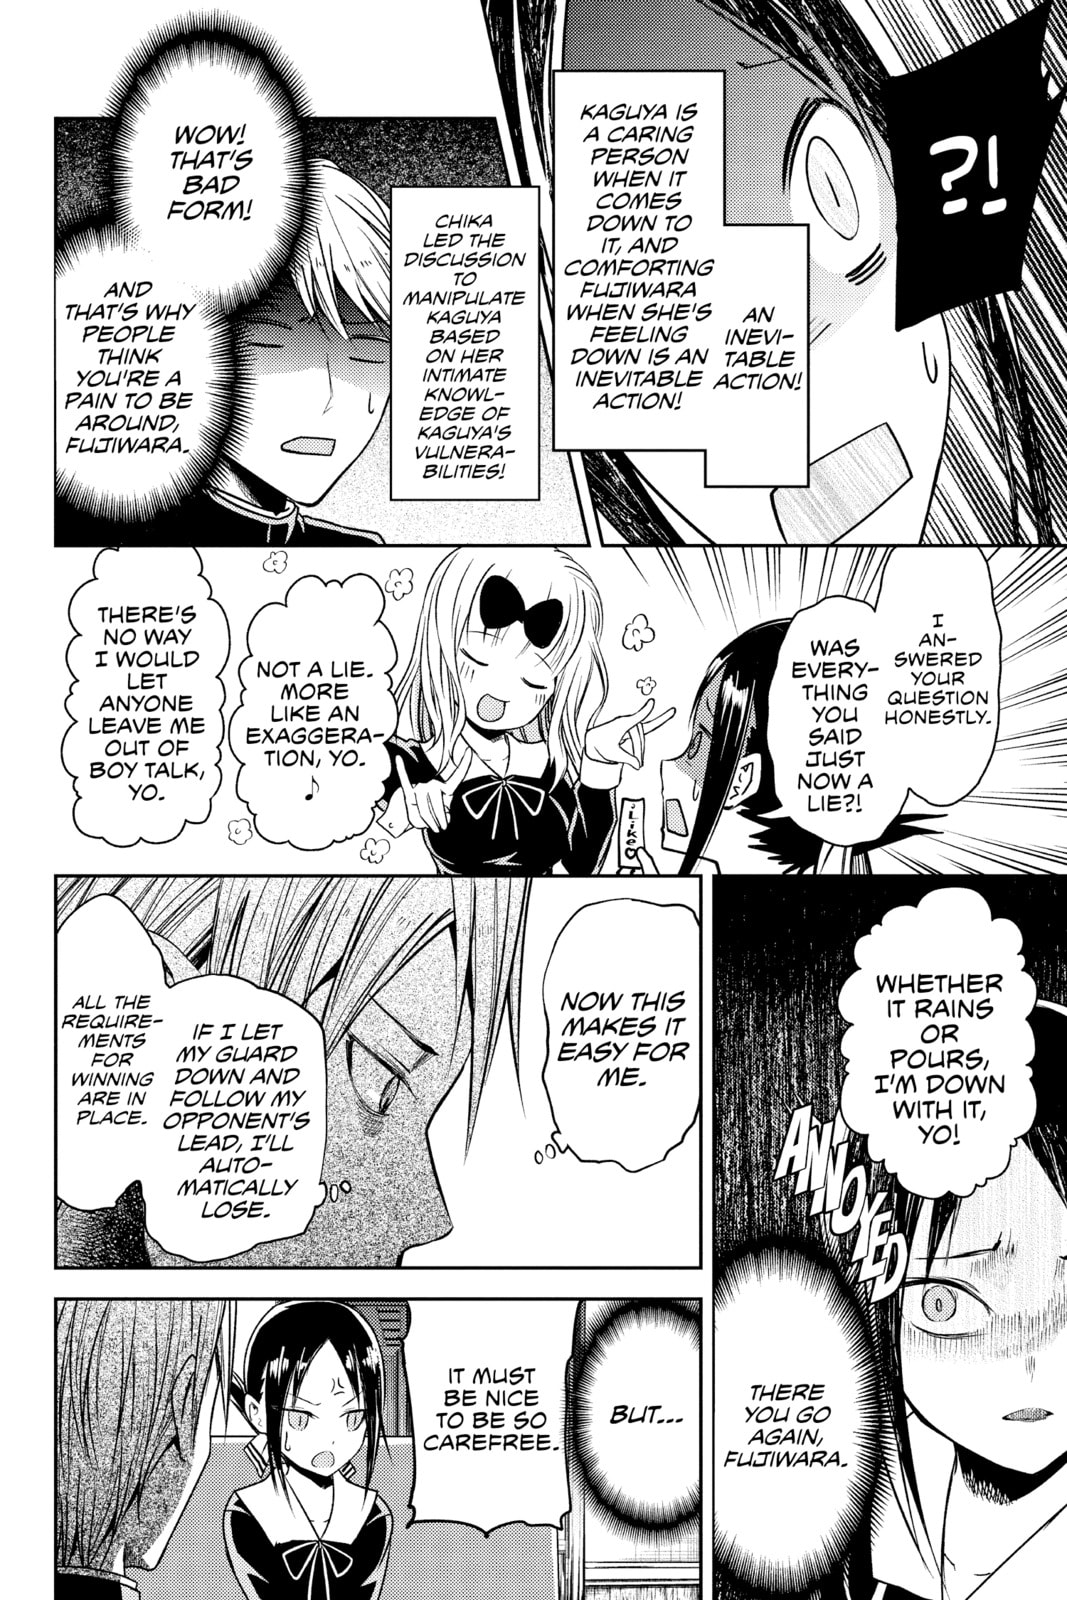 ?!
KAGUYA IS
A CARING
PERSON
WHEN IT
COMES
DOWN TO
IT, AND
COMFORTING
FUJIWARA
WHEN SHE'S
FEELING
DOWN IS AN
INEVITABLE
ACTION!
AN
INEVI-
TABLE
ACTION!
CHIKA
LED THE
DISCUSSION
TO
MANIPULATE
KAGUYA
BASED
ON HER
INTIMATE
KNOWL-
EDGE OF
KAGUYA'S
VULNERA-
BILITIES!
WOW!
THAT'S
BAD
FORM!
AND
THAT'S WHY
PEOPLE
THINK
YOU'RE A
PAIN TO BE
AROUND,
FUJIWARA.
I
AN-
SWERED
YOUR
QUESTION
HONESTLY.
WAS
EVERY-
THING
YOU
SAID
JUST
NOW A
LIE?!
Like
NOT A LIE.
MORE
LIKE AN
EXAGGERA-
TION, YO.
♪
THERE'S
NO WAY
I WOULD
LET
ANYONE
LEAVE ME
OUT OF
BOY TALK,
YO.
WHETHER
IT RAINS
OR
POURS,
I'M DOWN
WITH IT,
YO!
ANNOYED
THERE
YOU GO
AGAIN,
FUJIWARA.
NOW THIS
MAKES IT
EASY FOR
ME.
IF I LET
MY GUARD
DOWN AND
FOLLOW MY
OPPONENT'S
LEAD, I'LL
AUTO-
MATICALLY
LOSE.
ALL THE
REQUIRE-
MENTS
FOR
WINNING
ARE IN
PLACE.
BUT...
IT MUST
BE NICE
TO BE SO
CAREFREE.